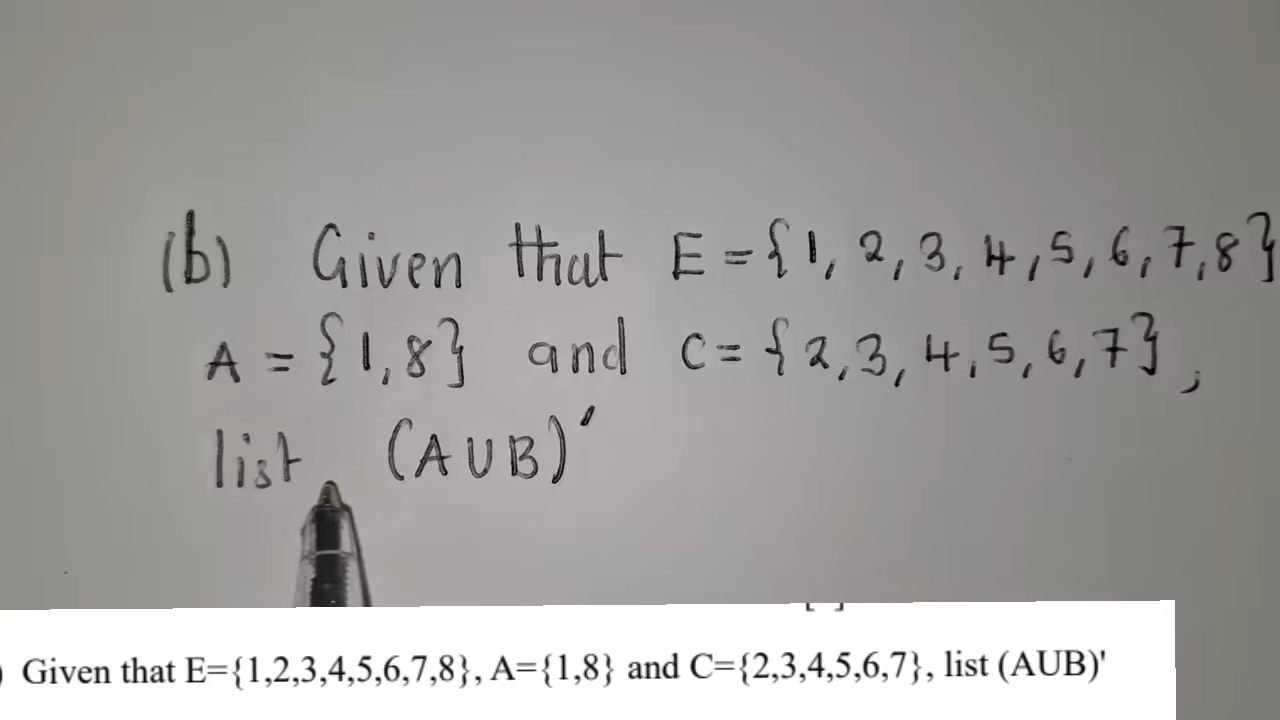 (b) Given that E = {1, 2, 3, 4, 5, 6, 7, 8}
A = {1, 8} and C = {2, 3, 4, 5, 6, 7},
list (AUB)'
) Given that E={1,2,3,4,5,6,7,8}, A={1,8} and C={2,3,4,5,6,7}, list (AUB)'